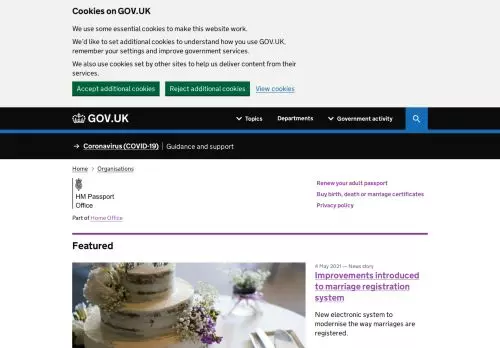 Cookies on GOV.UK
We use some essential cookies to make this website work.
We'd like to set additional cookies to understand how you use GOV.UK,
remember your settings and improve government services.
We also use cookies set by other sites to help us deliver content from their
services.
Accept additional cookies Reject additional cookies View cookies
GOV.UK Topics Departments Government activity
→ Coronavirus (COVID-19) Guidance and support
Home > Organisations
HM Passport
Office
Part of Home Office
Renew your adult passport
Buy birth, death or marriage certificates
Privacy policy
Featured
4 May 2021 — News story
Improvements introduced
to marriage registration
system
New electronic system to
modernise the way marriages are
registered.